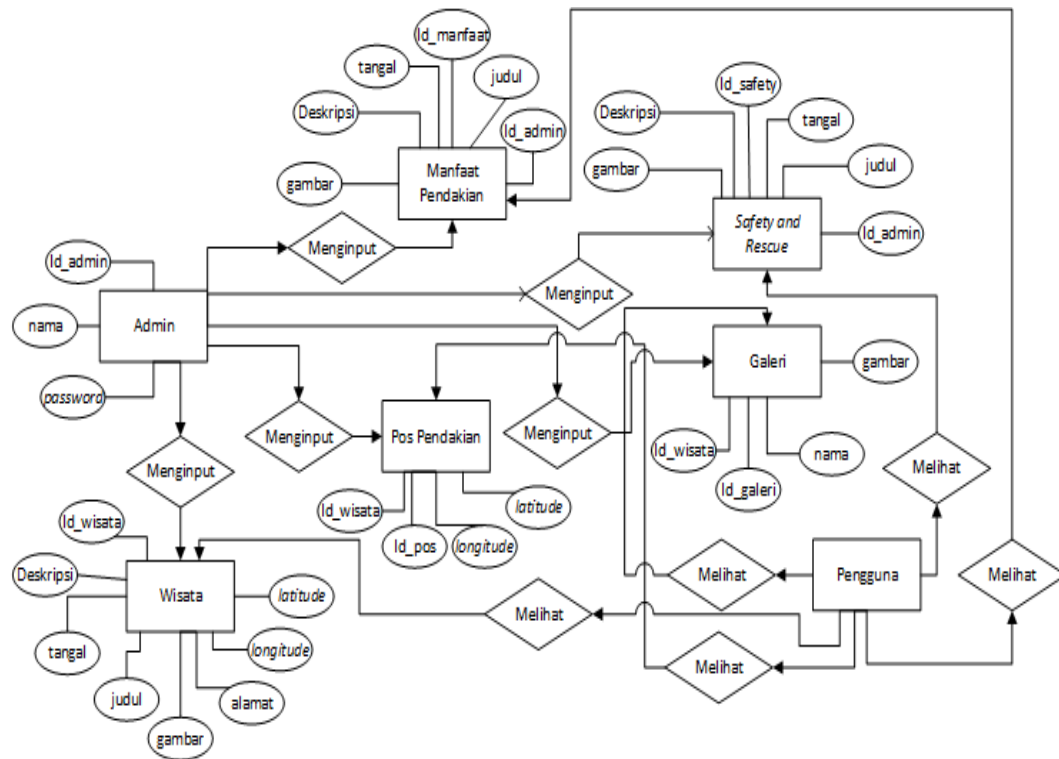 Id_manfaat
tangal
judul
Deskripsi
Id_admin
gambar
Manfaat
Pendakian
Id_safety
Deskripsi
tangal
gambar
judul
Safety and
Rescue
Id_admin
Menginput
Id_admin
Menginput
nama
Admin
password
Galeri
gambar
Menginput
Pos Pendakian
Menginput
Id_wisata
nama
Id_galeri
Melihat
Menginput
Id_wisata
latitude
Id_pos
longitude
Id_wisata
Deskripsi
Wisata
latitude
tangal
longitude
judul
alamat
gambar
Melihat
Pengguna
Melihat
Melihat
Melihat